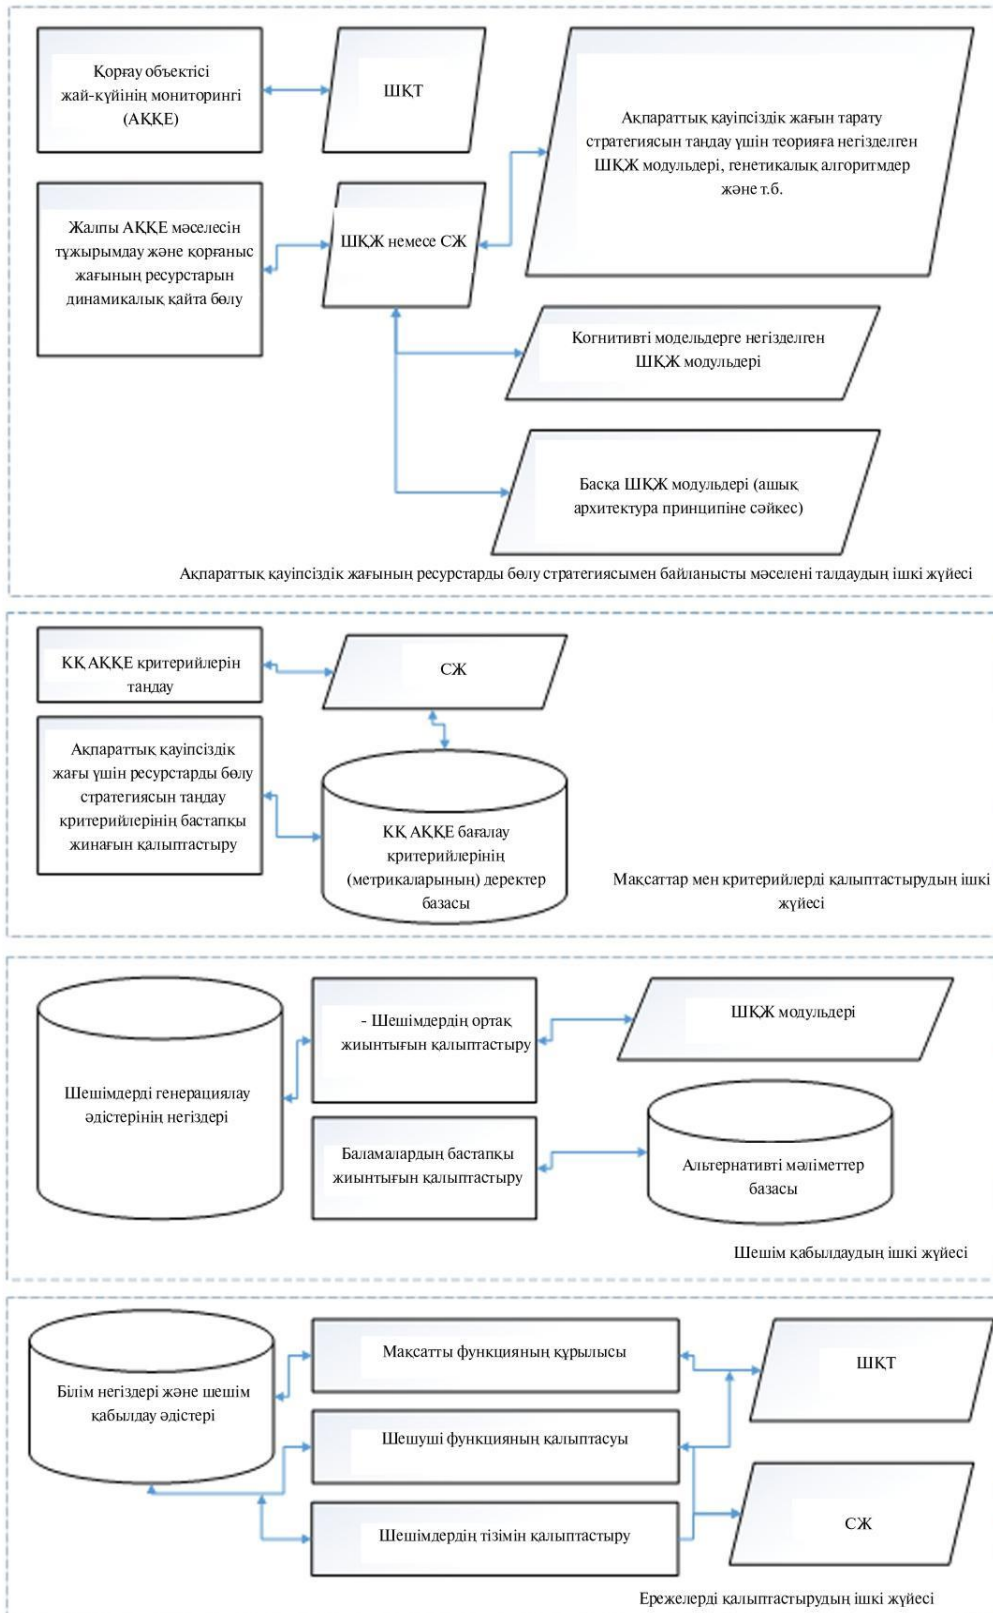 Қорғау объектісі
жай-күйінің мониторингі
(АҚҚЕ)
ШҚТ
Ақпараттық қауіпсіздік жағын тарату
стратегиясын таңдау үшін теорияға негізделген
ШҚЖ модульдері, генетикалық алгоритмдер
және т.б.
Жалпы АҚҚЕ мәселесін
тұжырымдау және қорғаныс
жағының ресурстарын
динамикалық қайта бөлу
ШҚЖ немесе СЖ
Когнитивті модельдерге негізделген
ШҚЖ модульдері
Басқа ШҚЖ модульдері (ашық
архитектура принципіне сәйкес)
Ақпараттық қауіпсіздік жағының ресурстарды бөлу стратегиясымен байланысты мәселені талдаудың ішкі жүйесі
КҚ АҚҚЕ критерийлерін
таңдау
СЖ
Ақпараттық қауіпсіздік
жағы үшін ресурстарды бөлу
стратегиясын таңдау
критерийлерінің бастапқы
жинағын қалыптастыру
КҚ АҚҚЕ бағалау
критерийлерінің
(метрикаларының) деректер
базасы
Мақсаттар мен критерийлерді қалыптастырудың ішкі
жүйесі
Шешімдерді генерациялау
әдістерінің негіздері
- Шешімдердің ортақ
жиынтығын қалыптастыру
ШҚЖ модульдері
Баламалардың бастапқы
жиынтығын қалыптастыру
Альтернативті мәліметтер
базасы
Шешім қабылдаудың ішкі жүйесі
Білім негіздері және шешім
қабылдау әдістері
Мақсатты функцияның құрылысы
ШҚТ
Шешуші функцияның қалыптасуы
Шешімдердің тізімін қалыптастыру
СЖ
Ережелерді қалыптастырудың ішкі жүйесі